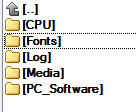 [..]
[CPU]
[Fonts]
[Log]
[Media]
[PC_Software]